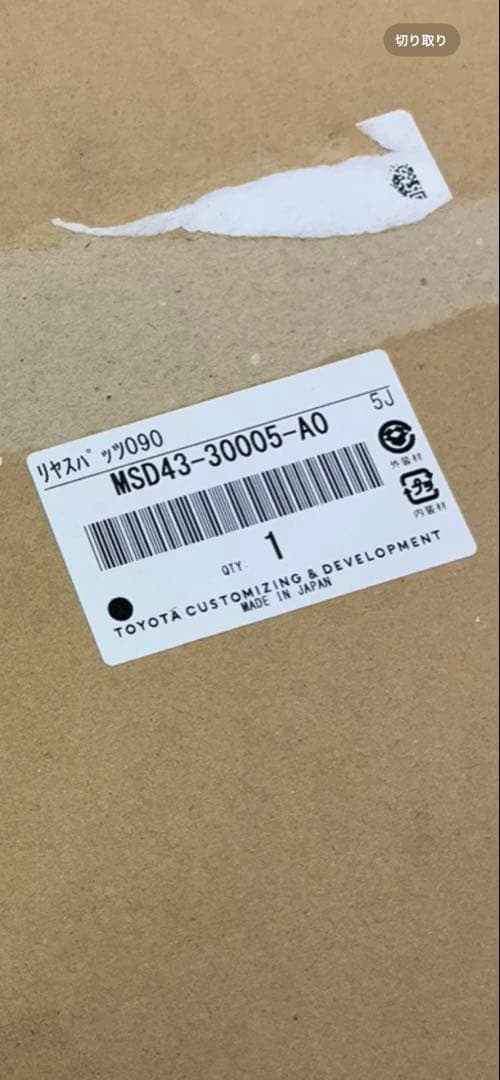 切り取り
リヤスパッツ090
5J
MSD43-30005-A0
外装材
内装材
QTY 1
TOYOTA CUSTOMIZING & DEVELOPMENT
MADE IN JAPAN